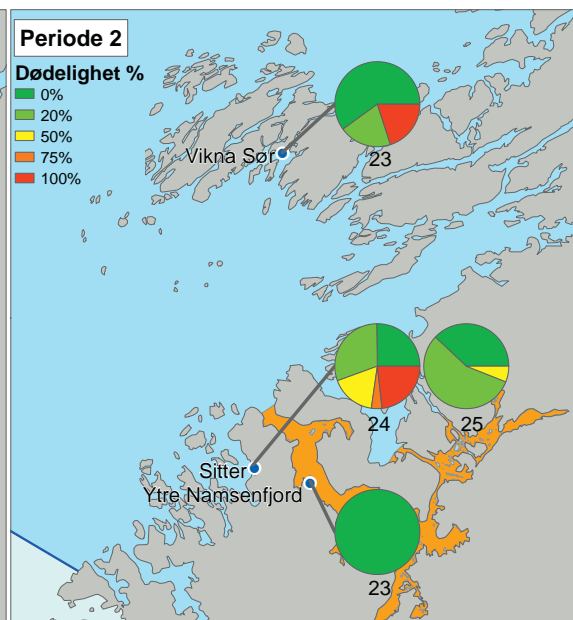 Periode 2
Dødelighet %
0%
20%
50%
75%
100%
Vikna Sør
23
24
25
Sitter
Ytre Namsenfjord
23